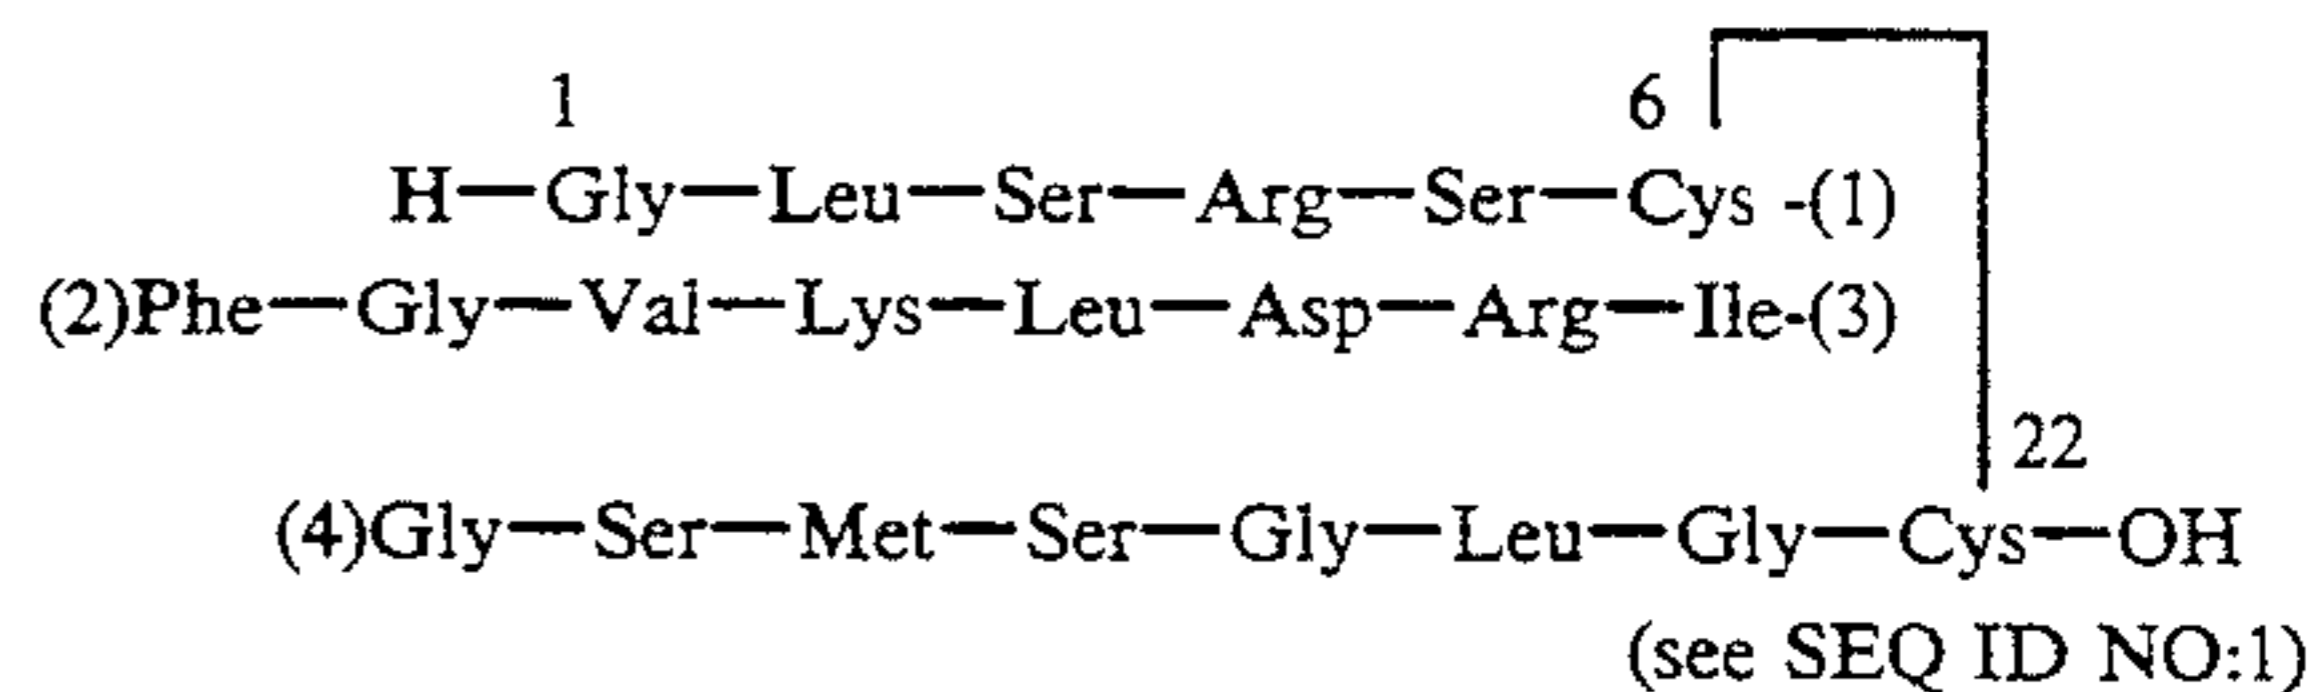 1 6
H—Gly—Leu—Ser—Arg—Ser—Cys -(1)
(2)Phe—Gly—Val—Lys—Leu—Asp—Arg—Ile-(3)
22
(4)Gly—Ser—Met—Ser—Gly—Leu—Gly—Cys—OH
(see SEQ ID NO:1)